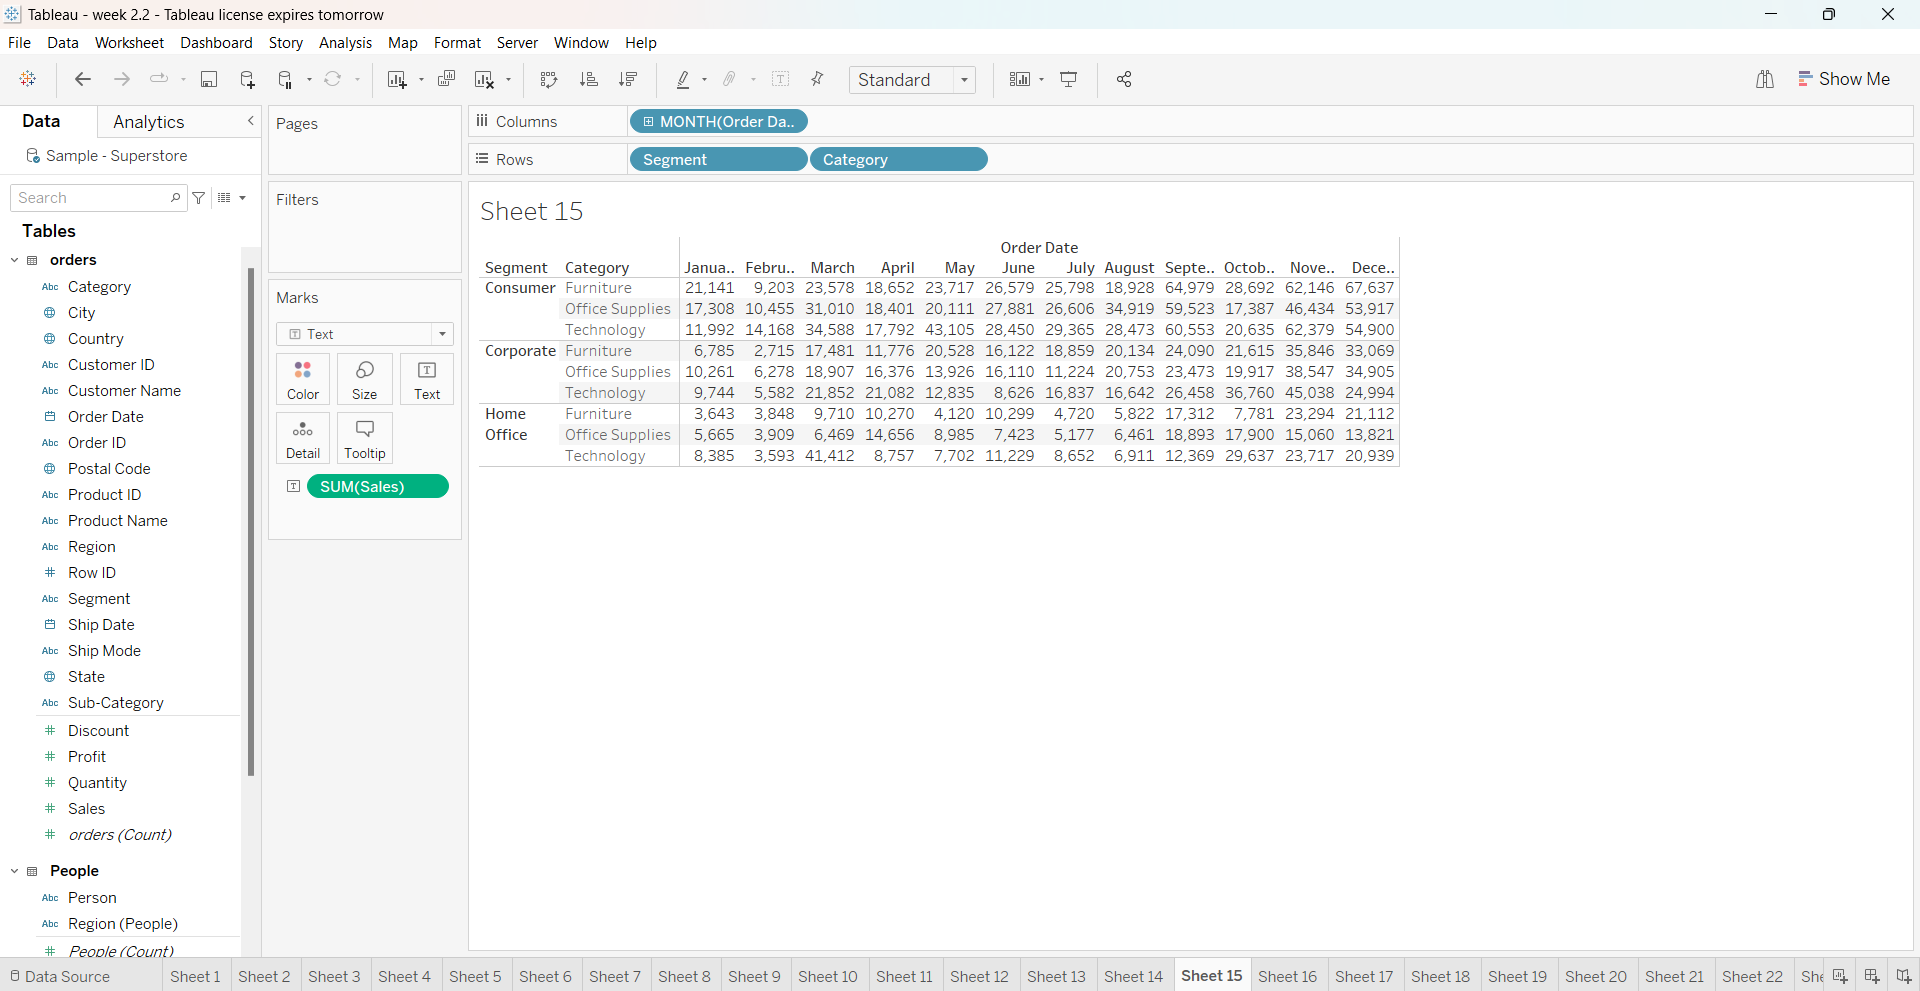 Tableau - week 2.2 - Tableau license expires tomorrow
File Data Worksheet Dashboard Story Analysis Map Format Server Window Help
Standard
Show Me
Data Analytics
Sample - Superstore
Search
Tables
orders
Abc Category
City
Country
Abc Customer ID
Abc Customer Name
Order Date
Abc Order ID
Postal Code
Abc Product ID
Abc Product Name
Abc Region
# Row ID
Abc Segment
Ship Date
Abc Ship Mode
State
Abc Sub-Category
# Discount
# Profit
# Quantity
# Sales
# orders (Count)
People
Abc Person
Abc Region (People)
# People (Count)
Pages
Filters
Marks
T Text
Color Size Text
Detail Tooltip
T SUM(Sales)
Columns MONTH(Order Da..
Rows Segment Category
Sheet 15
Order Date
Segment Category Janua.. Febru.. March April May June July August Septe.. Octob.. Nove.. Dece..
Consumer Furniture 21,141 9,203 23,578 18,652 23,717 26,579 25,798 18,928 64,979 28,692 62,146 67,637
Office Supplies 17,308 10,455 31,010 18,401 20,111 27,881 26,606 34,919 59,523 17,387 46,434 53,917
Technology 11,992 14,168 34,588 17,792 43,105 28,450 29,365 28,473 60,553 20,635 62,379 54,900
Corporate Furniture 6,785 2,715 17,481 11,776 20,528 16,122 18,859 20,134 24,090 21,615 35,846 33,069
Office Supplies 10,261 6,278 18,907 16,376 13,926 16,110 11,224 20,753 23,473 19,917 38,547 34,905
Technology 9,744 5,582 21,852 21,082 12,835 8,626 16,837 16,642 26,458 36,760 45,038 24,994
Home Furniture 3,643 3,848 9,710 10,270 4,120 10,299 4,720 5,822 17,312 7,781 23,294 21,112
Office Office Supplies 5,665 3,909 6,469 14,656 8,985 7,423 5,177 6,461 18,893 17,900 15,060 13,821
Technology 8,385 3,593 41,412 8,757 7,702 11,229 8,652 6,911 12,369 29,637 23,717 20,939
Data Source Sheet 1 Sheet 2 Sheet 3 Sheet 4 Sheet 5 Sheet 6 Sheet 7 Sheet 8 Sheet 9 Sheet 10 Sheet 11 Sheet 12 Sheet 13 Sheet 14 Sheet 15 Sheet 16 Sheet 17 Sheet 18 Sheet 19 Sheet 20 Sheet 21 Sheet 22 She